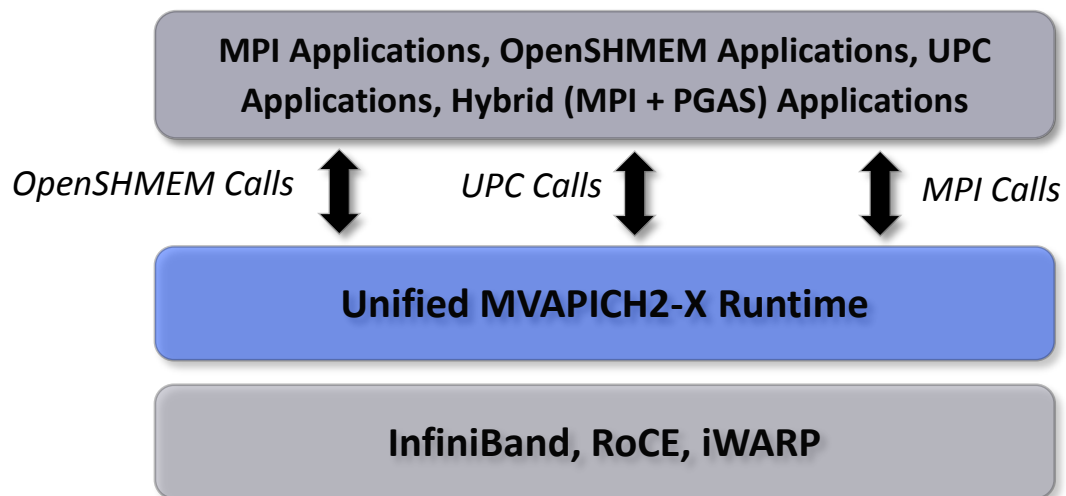 MPI Applications, OpenSHMEM Applications, UPC
Applications, Hybrid (MPI + PGAS) Applications
OpenSHMEM Calls
UPC Calls
MPI Calls
Unified MVAPICH2-X Runtime
InfiniBand, RoCE, iWARP